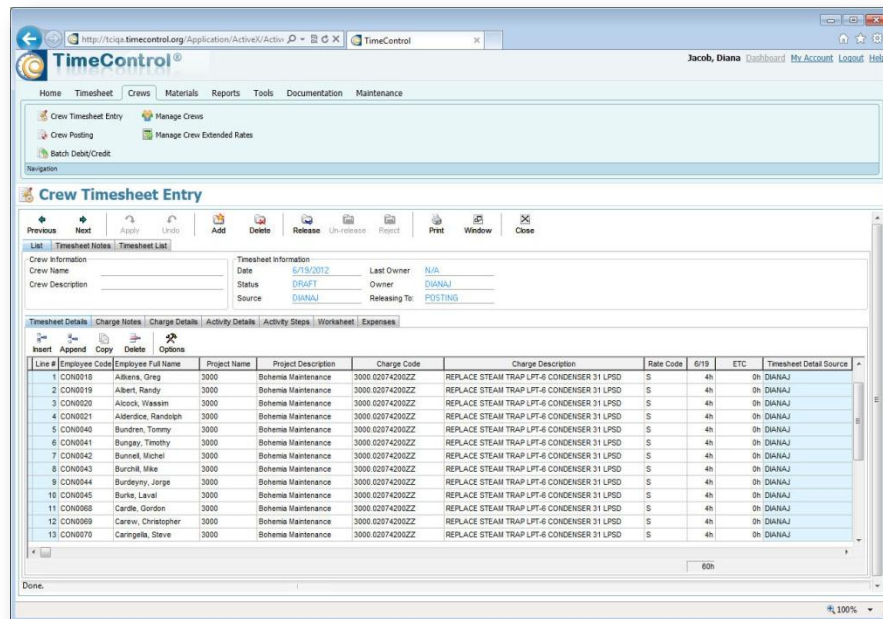 http://tciqa.timecontrol.org/Application/ActiveX/Activ
TimeControl
TimeControl®
Jacob, Diana Dashboard My Account Logout Help
Home Timesheet Crews Materials Reports Tools Documentation Maintenance
Crew Timesheet Entry Manage Crews
Crew Posting Manage Crew Extended Rates
Batch Debit/Credit
Navigation
Crew Timesheet Entry
Previous Next Apply Undo Add Delete Release Un-release Reject Print Window Close
List Timesheet Notes Timesheet List
Crew Information Timesheet Information
Crew Name Date 6/19/2012 Last Owner N/A
Crew Description Status DRAFT Owner DIANAJ
Source DIANAJ Releasing To: POSTING
Timesheet Details Charge Notes Charge Details Activity Details Activity Steps Worksheet Expenses
Insert Append Copy Delete Options
Line # Employee Code Employee Full Name Project Name Project Description Charge Code Charge Description Rate Code 6/19 ETC Timesheet Detail Source
1 CON0018 Aitkens, Greg 3000 Bohemia Maintenance 3000.02074200ZZ REPLACE STEAM TRAP LPT-6 CONDENSER 31 LPSD S 4h 0h DIANAJ
2 CON0019 Albert, Randy 3000 Bohemia Maintenance 3000.02074200ZZ REPLACE STEAM TRAP LPT-6 CONDENSER 31 LPSD S 4h 0h DIANAJ
3 CON0020 Alcock, Wassim 3000 Bohemia Maintenance 3000.02074200ZZ REPLACE STEAM TRAP LPT-6 CONDENSER 31 LPSD S 4h 0h DIANAJ
4 CON0021 Alderdice, Randolph 3000 Bohemia Maintenance 3000.02074200ZZ REPLACE STEAM TRAP LPT-6 CONDENSER 31 LPSD S 4h 0h DIANAJ
5 CON0040 Bundren, Tommy 3000 Bohemia Maintenance 3000.02074200ZZ REPLACE STEAM TRAP LPT-6 CONDENSER 31 LPSD S 4h 0h DIANAJ
6 CON0041 Bungay, Timothy 3000 Bohemia Maintenance 3000.02074200ZZ REPLACE STEAM TRAP LPT-6 CONDENSER 31 LPSD S 4h 0h DIANAJ
7 CON0042 Bunnell, Michel 3000 Bohemia Maintenance 3000.02074200ZZ REPLACE STEAM TRAP LPT-6 CONDENSER 31 LPSD S 4h 0h DIANAJ
8 CON0043 Burchill, Mike 3000 Bohemia Maintenance 3000.02074200ZZ REPLACE STEAM TRAP LPT-6 CONDENSER 31 LPSD S 4h 0h DIANAJ
9 CON0044 Burdeyny, Jorge 3000 Bohemia Maintenance 3000.02074200ZZ REPLACE STEAM TRAP LPT-6 CONDENSER 31 LPSD S 4h 0h DIANAJ
10 CON0045 Burke, Laval 3000 Bohemia Maintenance 3000.02074200ZZ REPLACE STEAM TRAP LPT-6 CONDENSER 31 LPSD S 4h 0h DIANAJ
11 CON0068 Cardle, Gordon 3000 Bohemia Maintenance 3000.02074200ZZ REPLACE STEAM TRAP LPT-6 CONDENSER 31 LPSD S 4h 0h DIANAJ
12 CON0069 Carew, Christopher 3000 Bohemia Maintenance 3000.02074200ZZ REPLACE STEAM TRAP LPT-6 CONDENSER 31 LPSD S 4h 0h DIANAJ
13 CON0070 Caringella, Steve 3000 Bohemia Maintenance 3000.02074200ZZ REPLACE STEAM TRAP LPT-6 CONDENSER 31 LPSD S 4h 0h DIANAJ
60h
Done.
100%